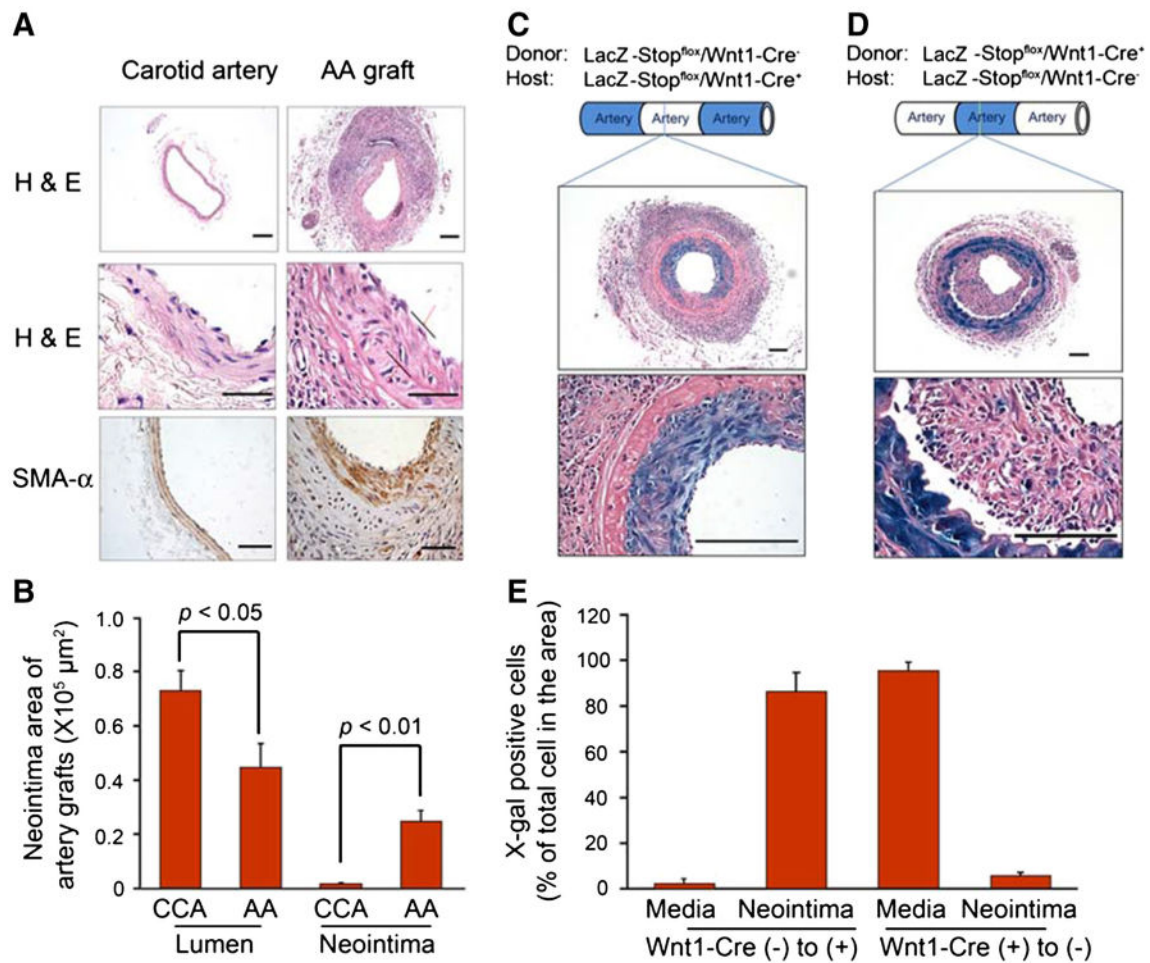 A
Carotid artery
AA graft
H & E
H & E
SMA-α
C
Donor: LacZ -Stopflox/Wnt1-Cre-
Host: LacZ -Stopflox/Wnt1-Cre+
Artery
Artery
Artery
D
Donor: LacZ -Stopflox/Wnt1-Cre+
Host: LacZ -Stopflox/Wnt1-Cre-
Artery
Artery
Artery
B
Neointima area of
artery grafts (X10⁵ µm²)
1.0
0.8
0.6
0.4
0.2
0
p < 0.05
p < 0.01
CCA
AA
CCA
AA
Lumen
Neointima
E
X-gal positive cells
(% of total cell in the area)
120
100
80
60
40
20
0
Media
Neointima
Media
Neointima
Wnt1-Cre (-) to (+)
Wnt1-Cre (+) to (-)